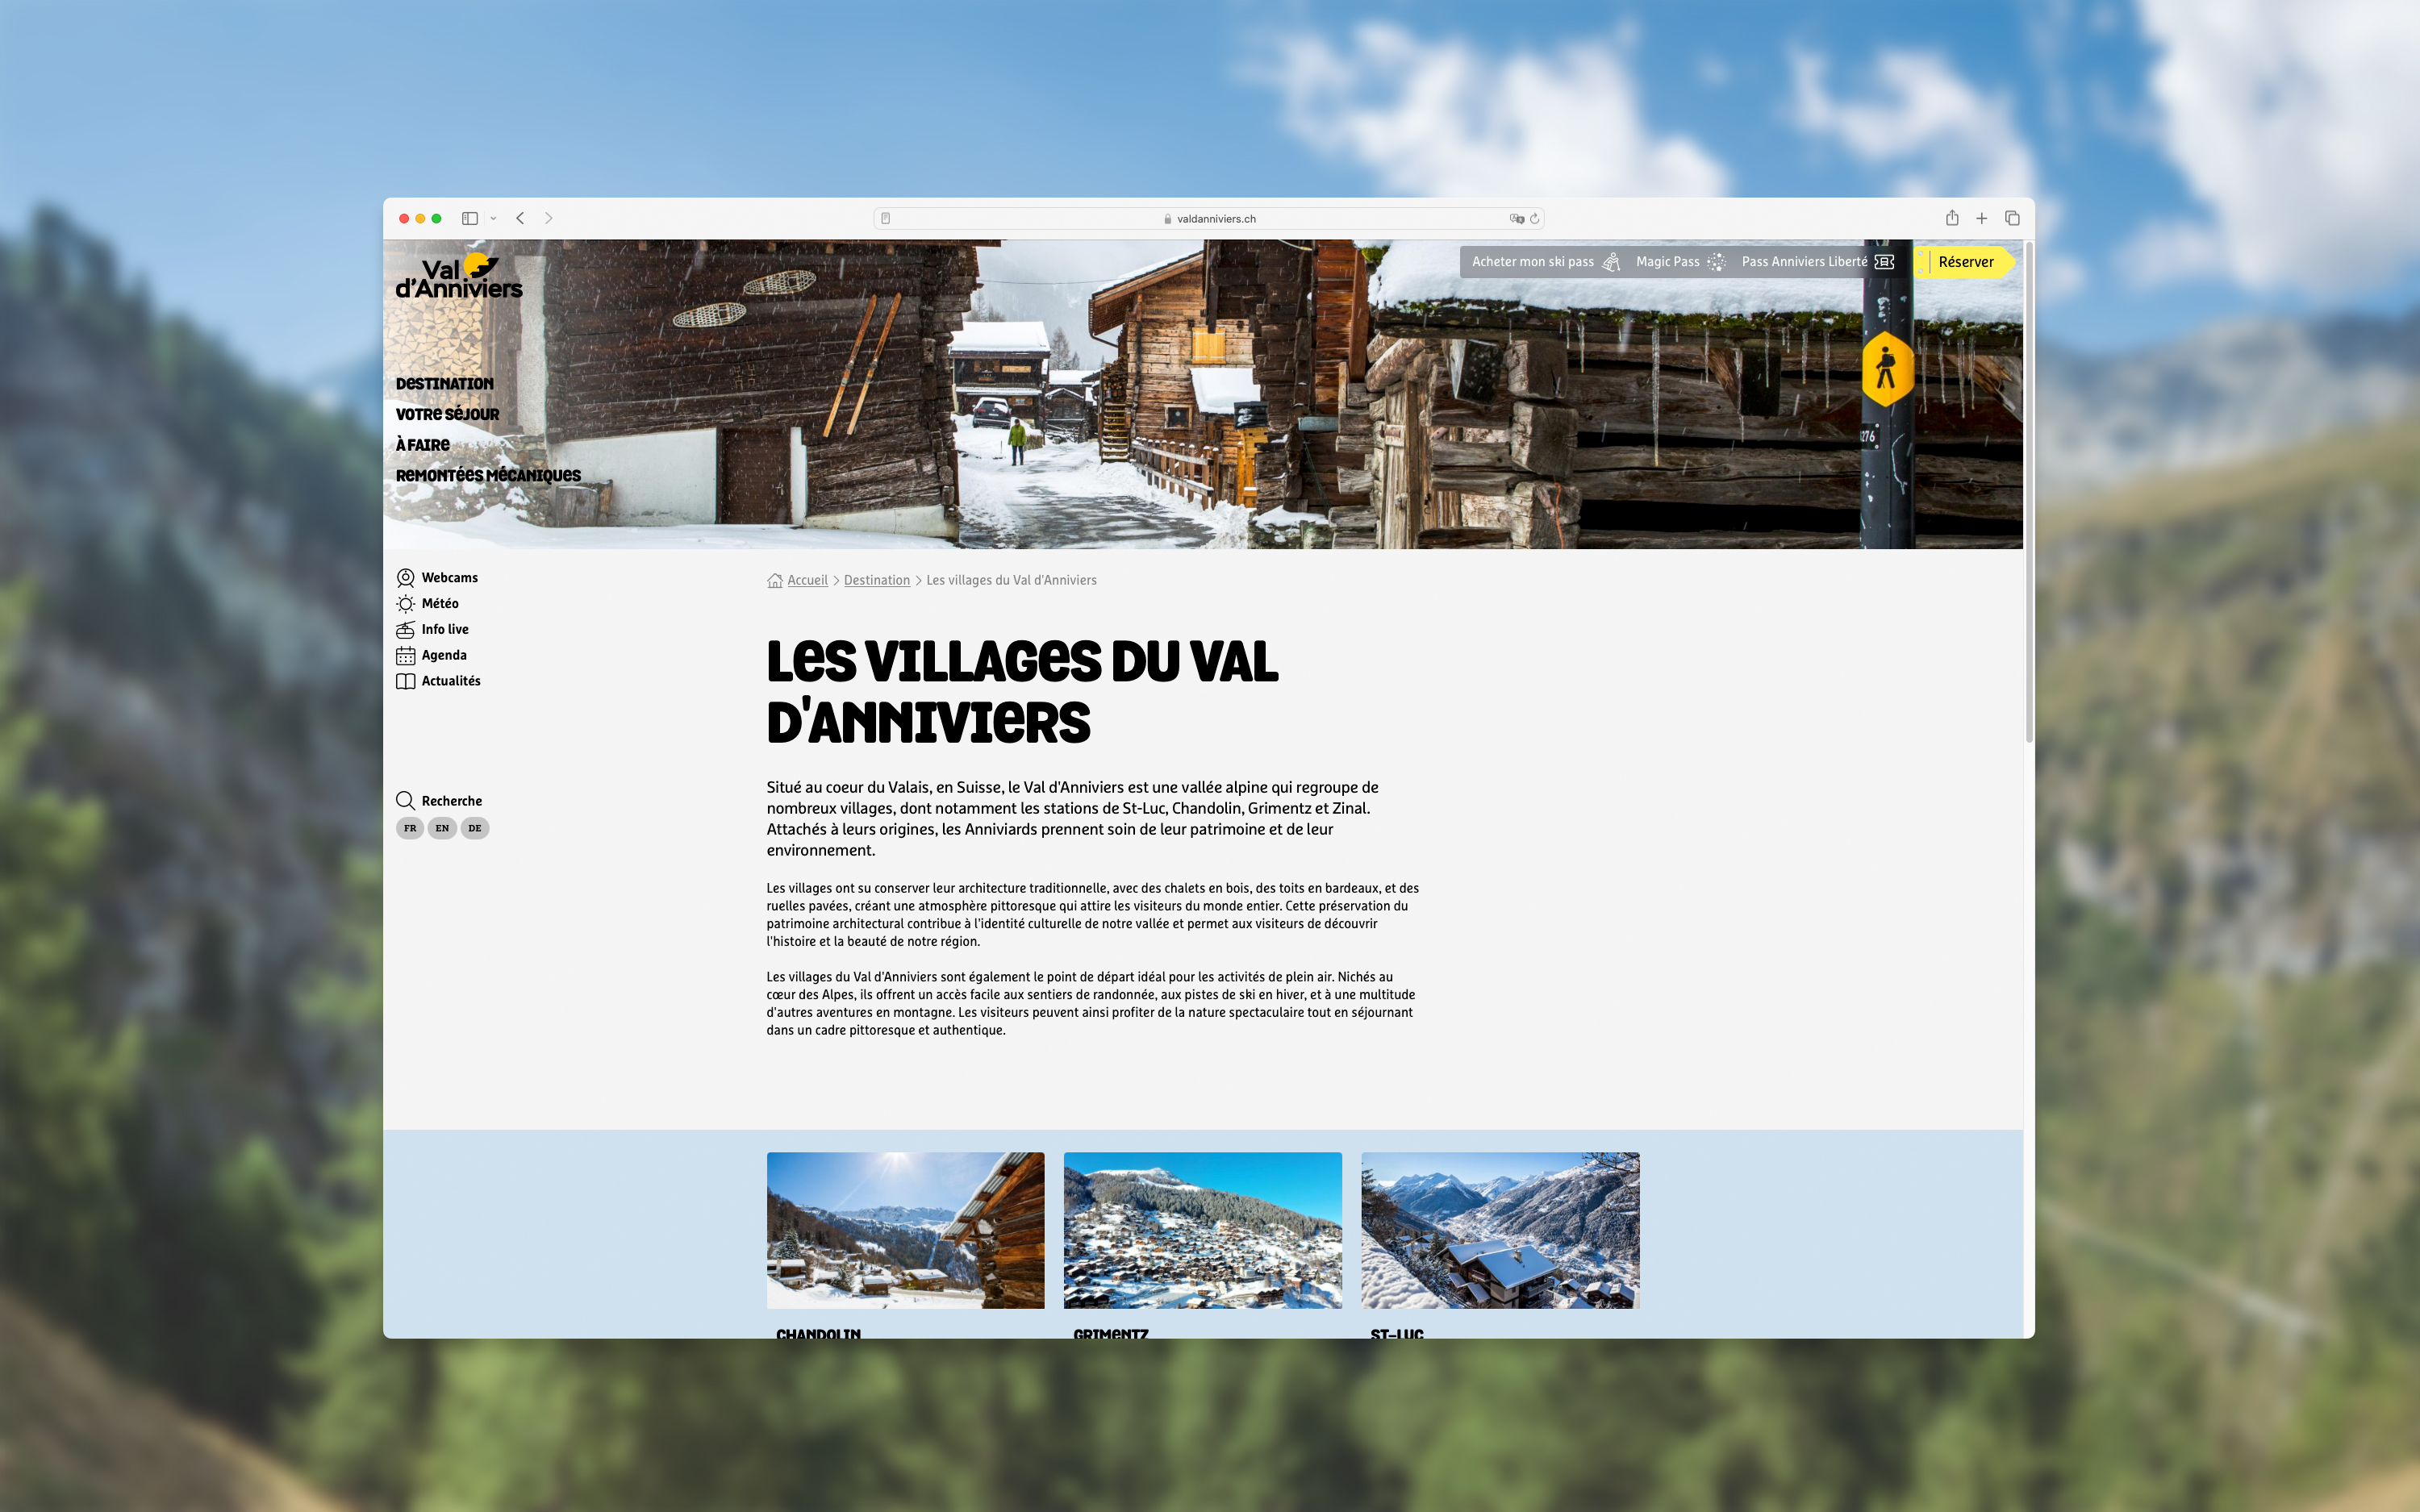 valdanniviers.ch
Val
d'Anniviers
Acheter mon ski pass
Magic Pass
Pass Anniviers Liberté
Réserver
276
DESTINATION
VOTRE SÉJOUR
À FAIRE
REMONTÉES MÉCANIQUES
Webcams
Météo
Info live
Agenda
Actualités
Recherche
FR EN DE
Accueil > Destination > Les villages du Val d'Anniviers
LES VILLAGES DU VAL
D'ANNIVIERS
Situé au coeur du Valais, en Suisse, le Val d'Anniviers est une vallée alpine qui regroupe de
nombreux villages, dont notamment les stations de St-Luc, Chandolin, Grimentz et Zinal.
Attachés à leurs origines, les Anniviards prennent soin de leur patrimoine et de leur
environnement.
Les villages ont su conserver leur architecture traditionnelle, avec des chalets en bois, des toits en bardeaux, et des
ruelles pavées, créant une atmosphère pittoresque qui attire les visiteurs du monde entier. Cette préservation du
patrimoine architectural contribue à l'identité culturelle de notre vallée et permet aux visiteurs de découvrir
l'histoire et la beauté de notre région.
Les villages du Val d'Anniviers sont également le point de départ idéal pour les activités de plein air. Nichés au
cœur des Alpes, ils offrent un accès facile aux sentiers de randonnée, aux pistes de ski en hiver, et à une multitude
d'autres aventures en montagne. Les visiteurs peuvent ainsi profiter de la nature spectaculaire tout en séjournant
dans un cadre pittoresque et authentique.
CHANDOLIN
GRIMENTZ
ST-LUC